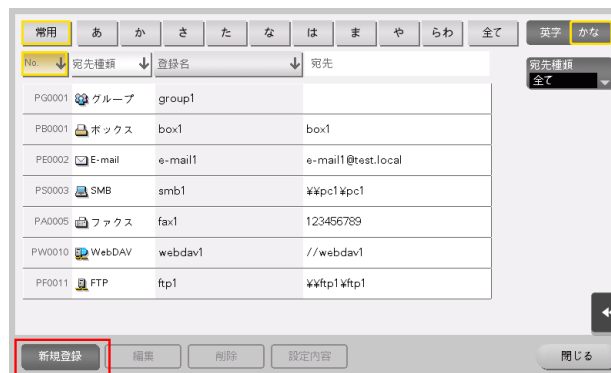 常用 あ か さ た な は ま や らわ 全て 英字 かな
No. 宛先種類 登録名 宛先
宛先種類
全て
PG0001 グループ group1
PB0001 ボックス box1 box1
PE0002 E-mail e-mail1 e-mail1@test.local
PS0003 SMB smb1 ¥¥pc1¥pc1
PA0005 ファクス fax1 123456789
PW0010 WebDAV webdav1 //webdav1
PF0011 FTP ftp1 ¥¥ftp1¥ftp1
新規登録 編集 削除 設定内容 閉じる